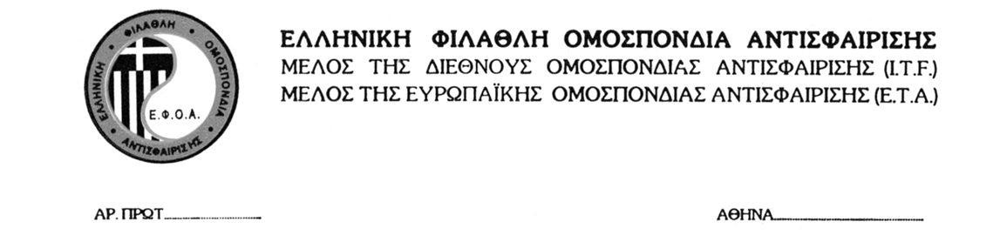 ΕΛΛΗΝΙΚΗ ΦΙΛΑΘΛΗ ΟΜΟΣΠΟΝΔΙΑ ΑΝΤΙΣΦΑΙΡΙΣΗΣ
Ε.Φ.Ο.Α.
ΕΛΛΗΝΙΚΗ ΦΙΛΑΘΛΗ ΟΜΟΣΠΟΝΔΙΑ ΑΝΤΙΣΦΑΙΡΙΣΗΣ
ΜΕΛΟΣ ΤΗΣ ΔΙΕΘΝΟΥΣ ΟΜΟΣΠΟΝΔΙΑΣ ΑΝΤΙΣΦΑΙΡΙΣΗΣ (I.T.F.)
ΜΕΛΟΣ ΤΗΣ ΕΥΡΩΠΑΪΚΗΣ ΟΜΟΣΠΟΝΔΙΑΣ ΑΝΤΙΣΦΑΙΡΙΣΗΣ (E.T.A.)
ΑΡ. ΠΡΩΤ.
ΑΘΗΝΑ